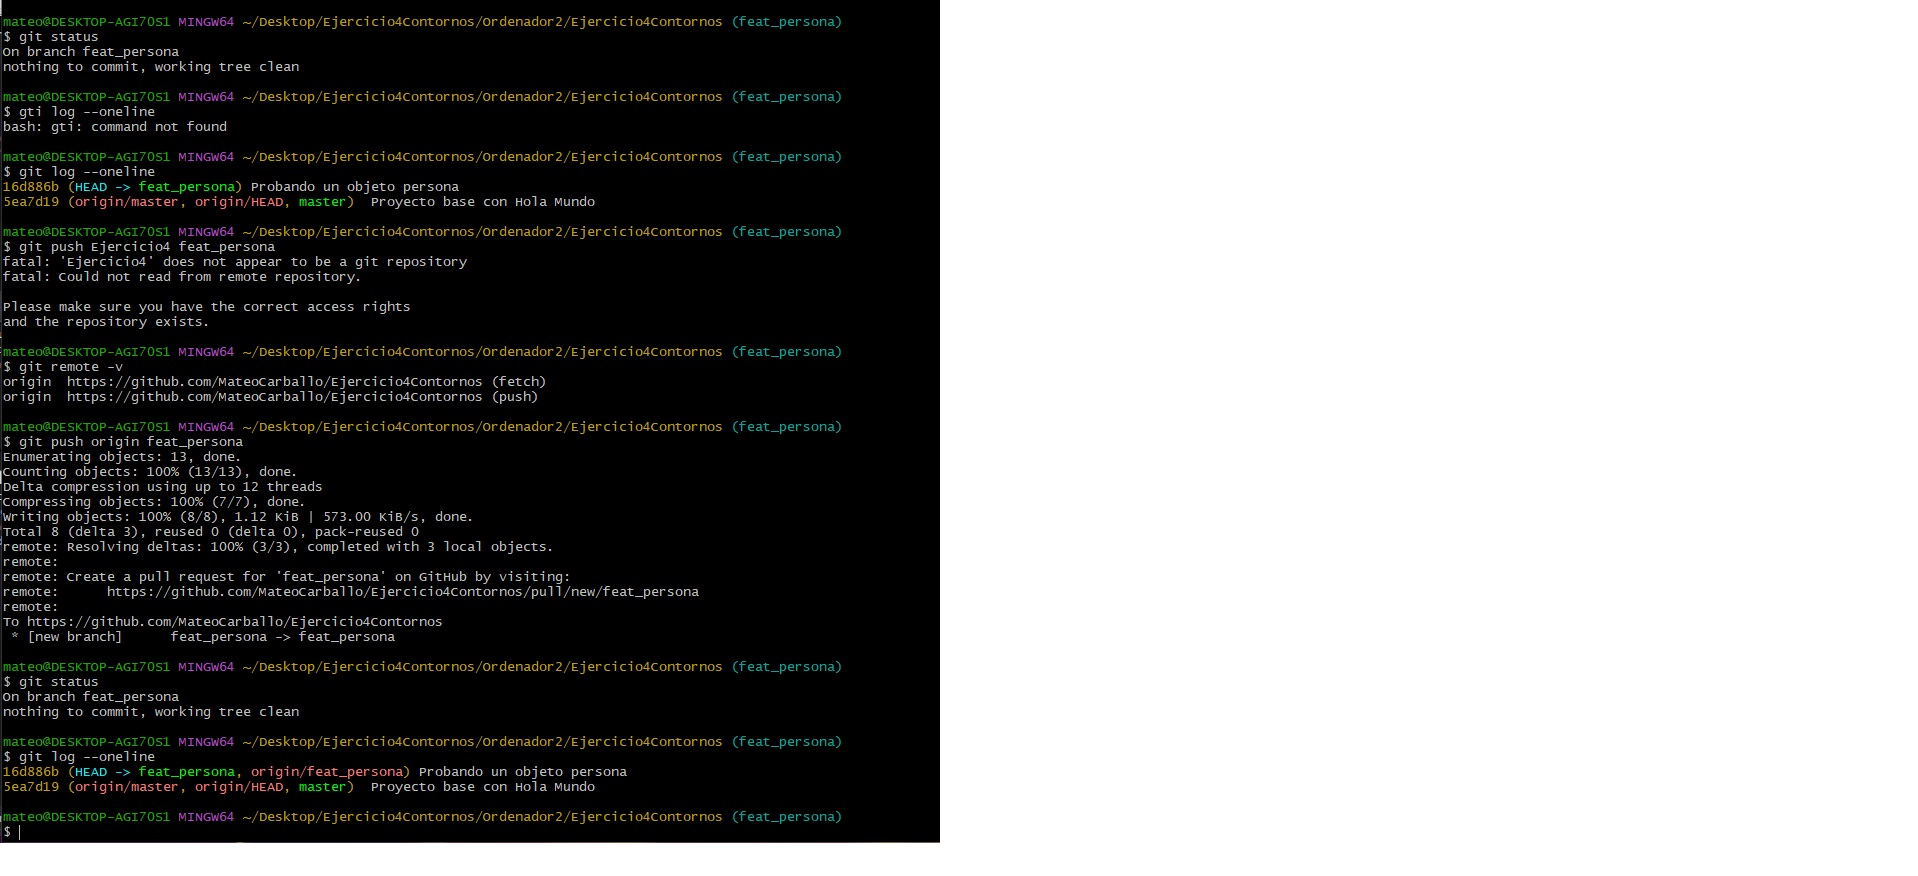 mateo@DESKTOP-AGI70S1 MINGW64 ~/Desktop/Ejercicio4Contornos/Ordenador2/Ejercicio4Contornos (feat_persona)
$ git status
On branch feat_persona
nothing to commit, working tree clean
mateo@DESKTOP-AGI70S1 MINGW64 ~/Desktop/Ejercicio4Contornos/Ordenador2/Ejercicio4Contornos (feat_persona)
$ gti log --oneline
bash: gti: command not found
mateo@DESKTOP-AGI70S1 MINGW64 ~/Desktop/Ejercicio4Contornos/Ordenador2/Ejercicio4Contornos (feat_persona)
$ git log --oneline
16d886b (HEAD -> feat_persona) Probando un objeto persona
5ea7d19 (origin/master, origin/HEAD, master)  Proyecto base con Hola Mundo
mateo@DESKTOP-AGI70S1 MINGW64 ~/Desktop/Ejercicio4Contornos/Ordenador2/Ejercicio4Contornos (feat_persona)
$ git push Ejercicio4 feat_persona
fatal: 'Ejercicio4' does not appear to be a git repository
fatal: Could not read from remote repository.
Please make sure you have the correct access rights
and the repository exists.
mateo@DESKTOP-AGI70S1 MINGW64 ~/Desktop/Ejercicio4Contornos/Ordenador2/Ejercicio4Contornos (feat_persona)
$ git remote -v
origin  https://github.com/MateoCarballo/Ejercicio4Contornos (fetch)
origin  https://github.com/MateoCarballo/Ejercicio4Contornos (push)
mateo@DESKTOP-AGI70S1 MINGW64 ~/Desktop/Ejercicio4Contornos/Ordenador2/Ejercicio4Contornos (feat_persona)
$ git push origin feat_persona
Enumerating objects: 13, done.
Counting objects: 100% (13/13), done.
Delta compression using up to 12 threads
Compressing objects: 100% (7/7), done.
Writing objects: 100% (8/8), 1.12 KiB | 573.00 KiB/s, done.
Total 8 (delta 3), reused 0 (delta 0), pack-reused 0
remote: Resolving deltas: 100% (3/3), completed with 3 local objects.
remote:
remote: Create a pull request for 'feat_persona' on GitHub by visiting:
remote:      https://github.com/MateoCarballo/Ejercicio4Contornos/pull/new/feat_persona
remote:
To https://github.com/MateoCarballo/Ejercicio4Contornos
 * [new branch]      feat_persona -> feat_persona
mateo@DESKTOP-AGI70S1 MINGW64 ~/Desktop/Ejercicio4Contornos/Ordenador2/Ejercicio4Contornos (feat_persona)
$ git status
On branch feat_persona
nothing to commit, working tree clean
mateo@DESKTOP-AGI70S1 MINGW64 ~/Desktop/Ejercicio4Contornos/Ordenador2/Ejercicio4Contornos (feat_persona)
$ git log --oneline
16d886b (HEAD -> feat_persona, origin/feat_persona) Probando un objeto persona
5ea7d19 (origin/master, origin/HEAD, master)  Proyecto base con Hola Mundo
mateo@DESKTOP-AGI70S1 MINGW64 ~/Desktop/Ejercicio4Contornos/Ordenador2/Ejercicio4Contornos (feat_persona)
$